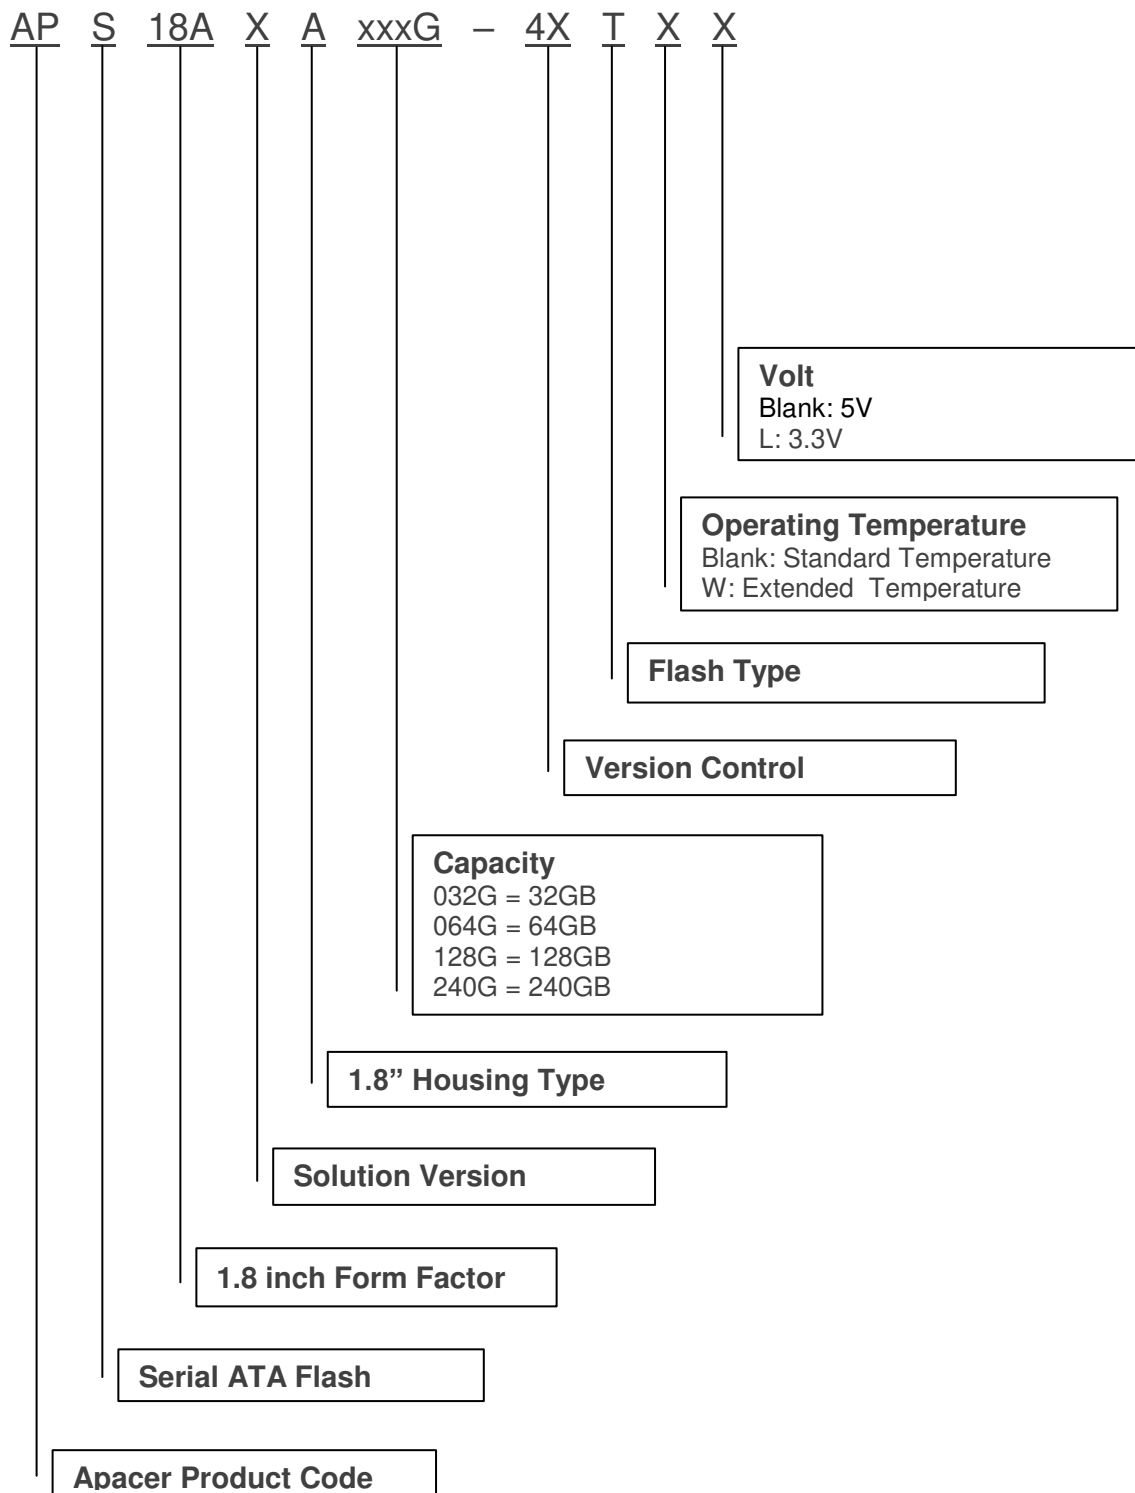 AP S 18A X A xxxG – 4X T X X
Volt
Blank: 5V
L: 3.3V
Operating Temperature
Blank: Standard Temperature
W: Extended Temperature
Flash Type
Version Control
Capacity
032G = 32GB
064G = 64GB
128G = 128GB
240G = 240GB
1.8” Housing Type
Solution Version
1.8 inch Form Factor
Serial ATA Flash
Apacer Product Code